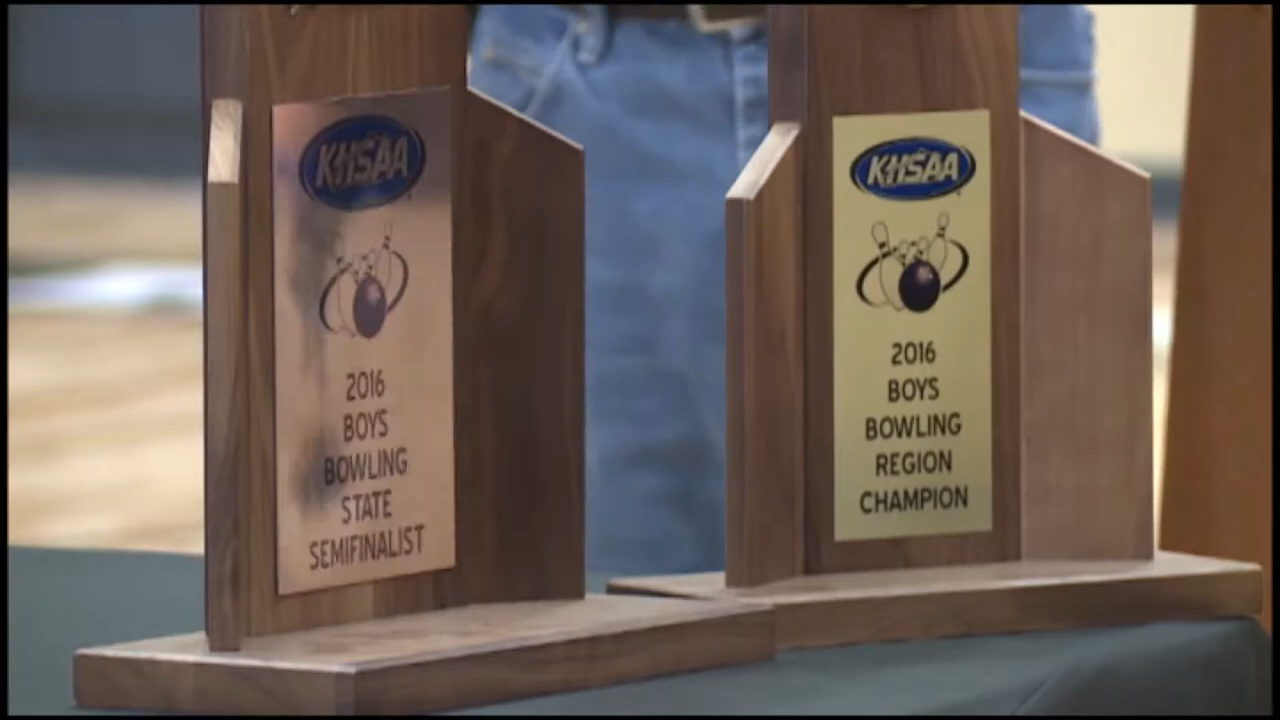 KHSAA
2016
BOYS
BOWLING
STATE
SEMIFINALIST
KHSAA
2016
BOYS
BOWLING
REGION
CHAMPION